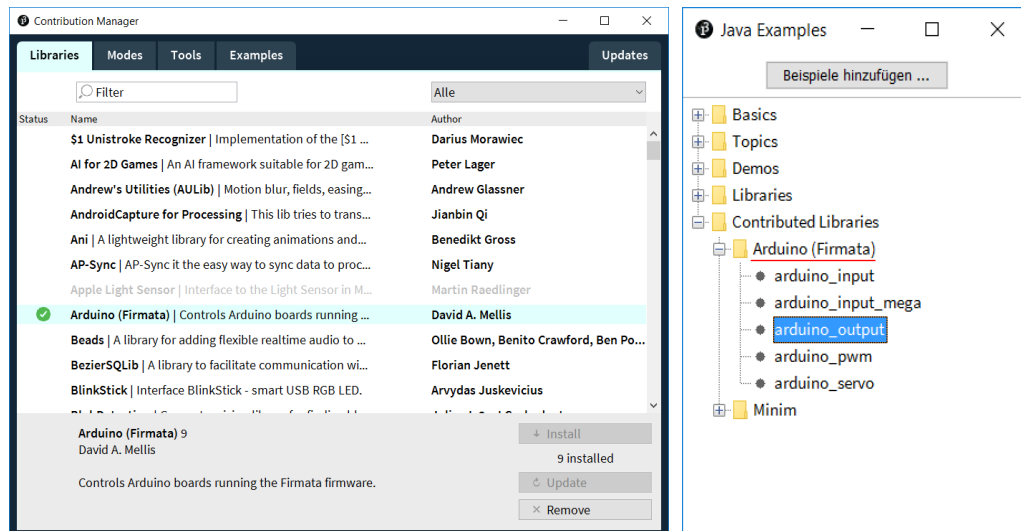 Contribution Manager
Libraries Modes Tools Examples Updates
Filter Alle
Status Name Author
$1 Unistroke Recognizer | Implementation of the [$1 ... Darius Morawiec
AI for 2D Games | An AI framework suitable for 2D gam... Peter Lager
Andrew's Utilities (AULib) | Motion blur, fields, easing... Andrew Glassner
AndroidCapture for Processing | This lib tries to trans... Jianbin Qi
Ani | A lightweight library for creating animations and... Benedikt Gross
AP-Sync | AP-Sync it the easy way to sync data to proc... Nigel Tiany
Apple Light Sensor | Interface to the Light Sensor in M... Martin Raedlinger
Arduino (Firmata) | Controls Arduino boards running ... David A. Mellis
Beads | A library for adding flexible realtime audio to ... Ollie Bown, Benito Crawford, Ben Po...
BezierSQLib | A library to facilitate communication wi... Florian Jenett
BlinkStick | Interface BlinkStick - smart USB RGB LED. Arvydas Juskevicius
Arduino (Firmata) 9
David A. Mellis
Controls Arduino boards running the Firmata firmware.
Install
9 installed
Update
Remove
Java Examples
Beispiele hinzufügen ...
Basics
Topics
Demos
Libraries
Contributed Libraries
Arduino (Firmata)
arduino_input
arduino_input_mega
arduino_output
arduino_pwm
arduino_servo
Minim